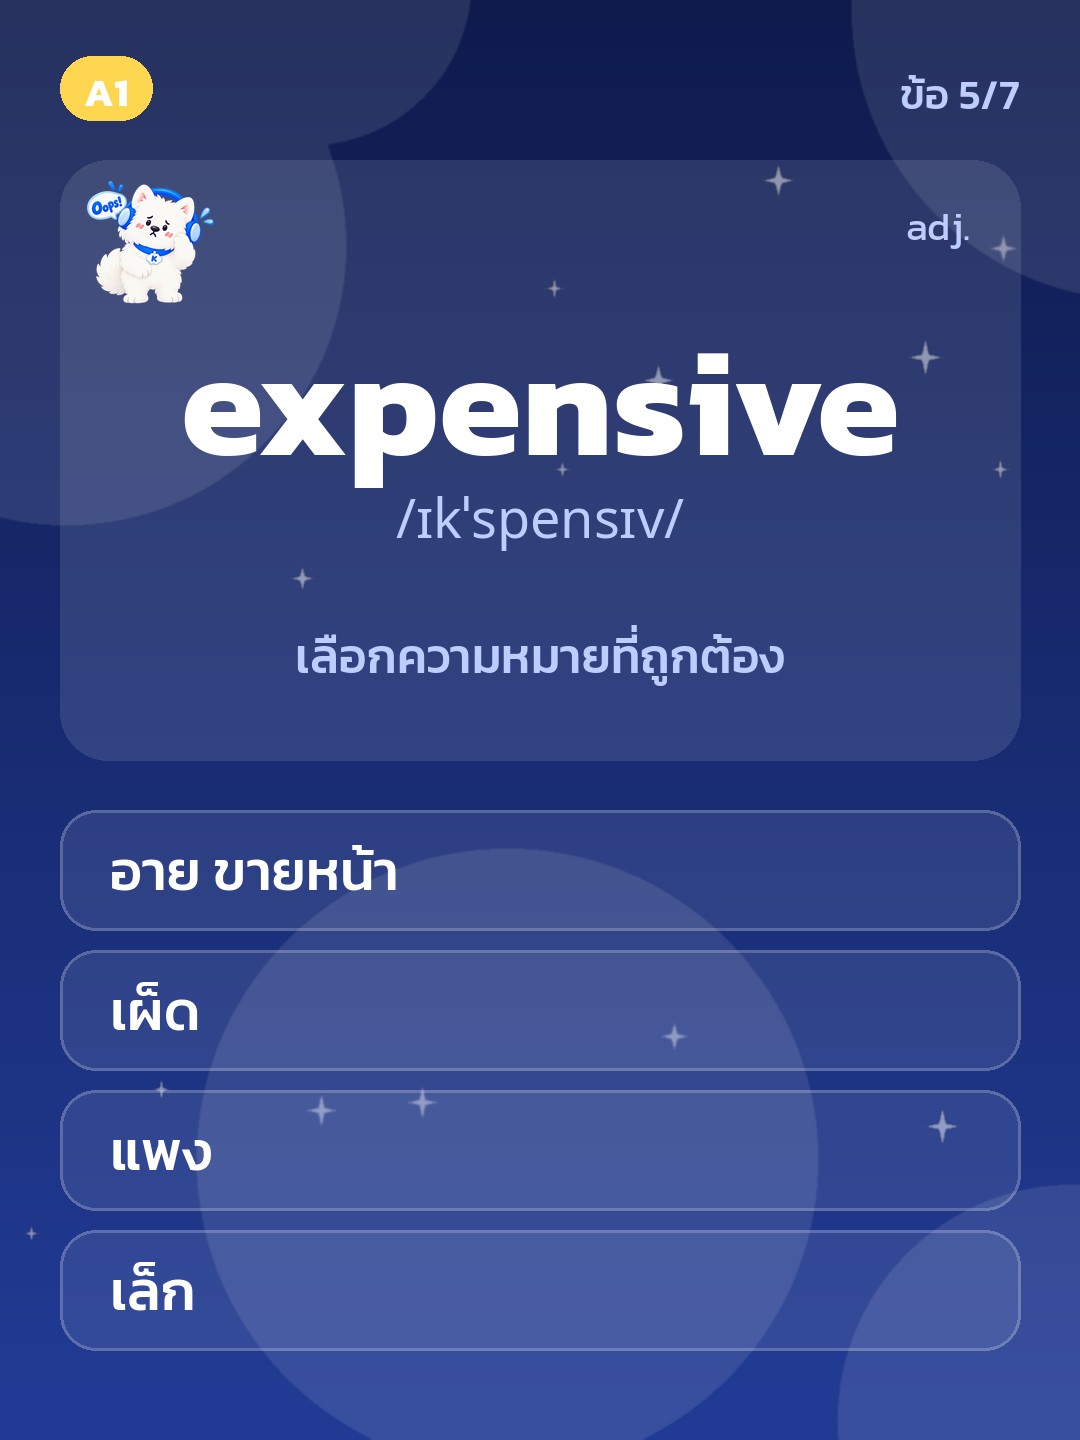 A1
ข้อ 5/7
Oops!
adj.
K
expensive
/ɪkˈspensɪv/
เลือกความหมายที่ถูกต้อง
อาย ขายหน้า
เผ็ด
แพง
เล็ก